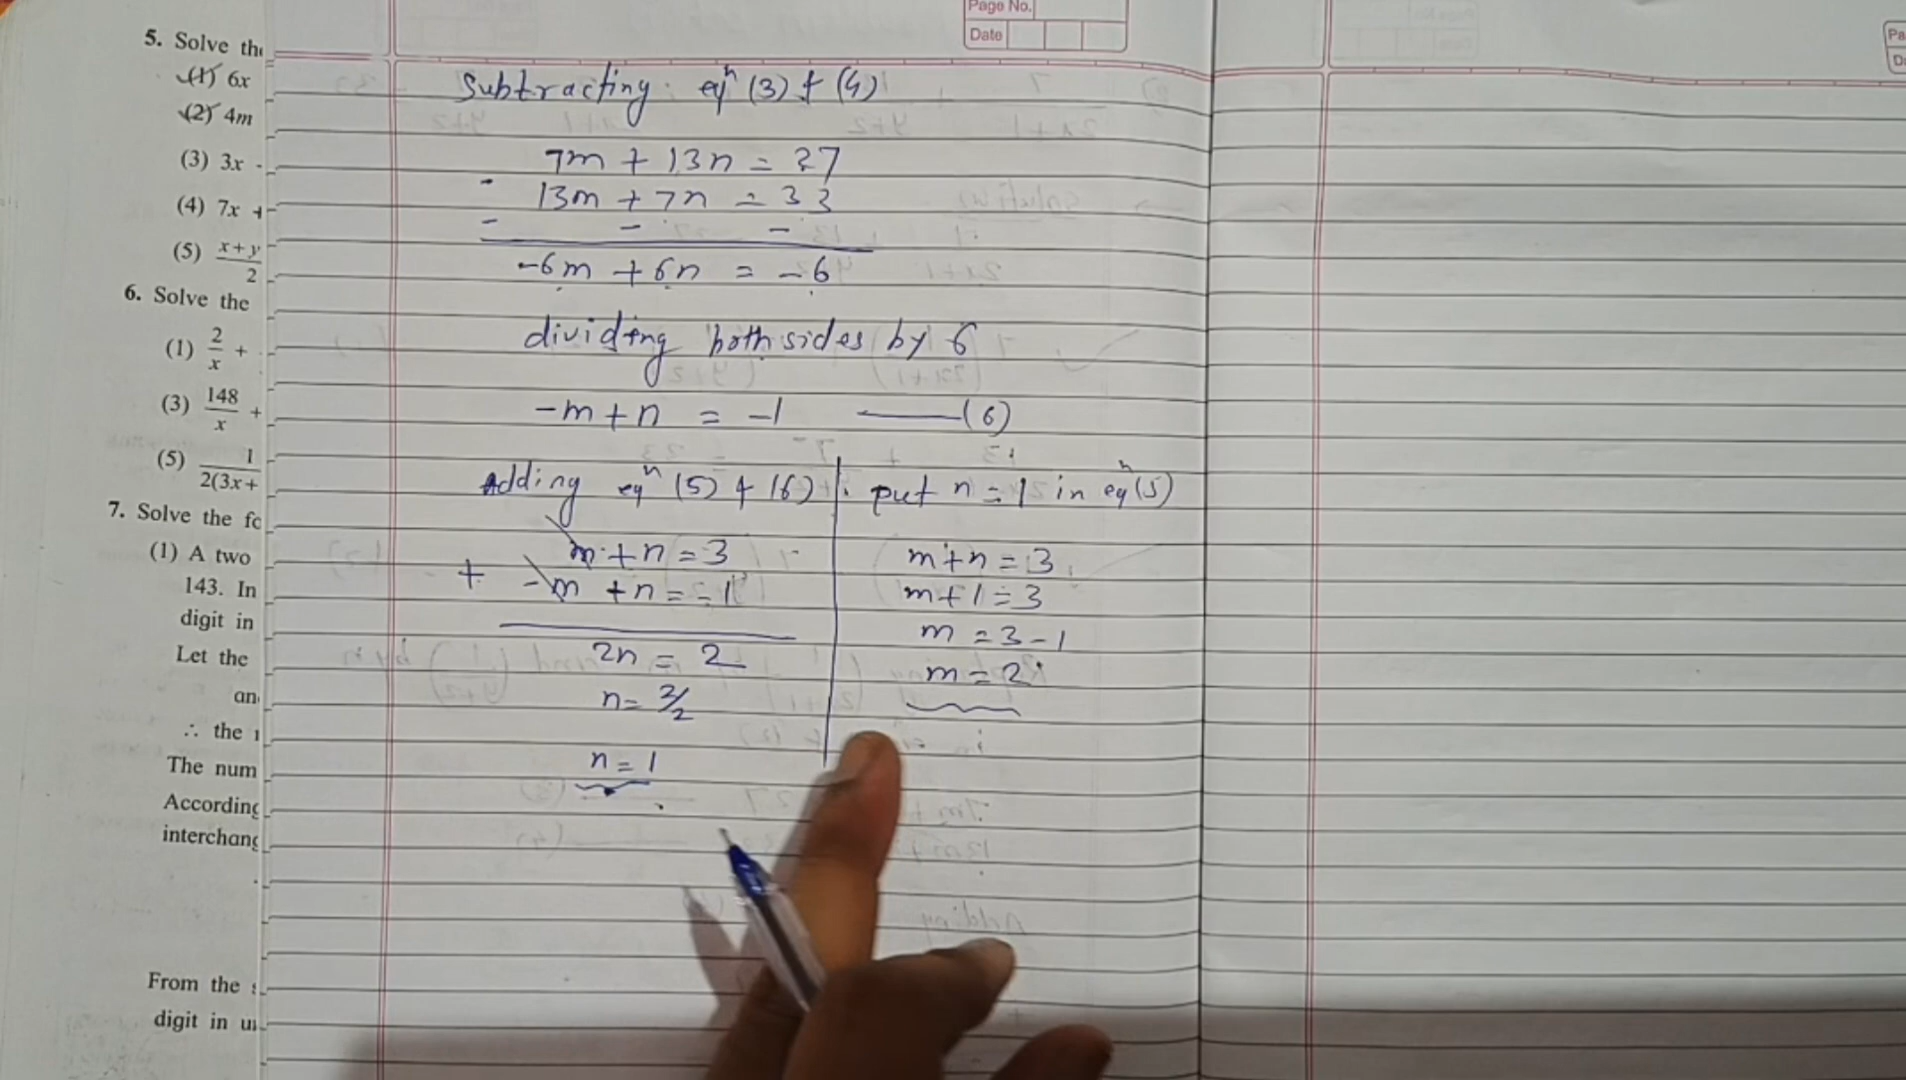 Page No.
Date
5. Solve the
(1) 6x
(2) 4m
(3) 3x -
(4) 7x +
(5) x+y
2
6. Solve the
(1) 2/x +
(3) 148/x +
(5) 1
2(3x+
7. Solve the fo
(1) A two
143. In
digit in
Let the
an
∴ the
The num
According
interchang
From the
digit in u
Subtracting eqⁿ (3) & (4)
7m + 13n = 27
- 13m + 7n = 33
- - -
-6m + 6n = -6
dividing both sides by 6
-m + n = -1 ——(6)
Adding eqⁿ (5) & (6)
m + n = 3
+ -m + n = -1
2n = 2
n = 2/2
n = 1
put n = 1 in eqⁿ (5)
m + n = 3
m + 1 = 3
m = 3 - 1
m = 2